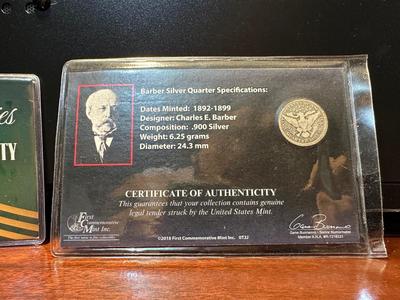 ies
TY
Barber Silver Quarter Specifications:
Dates Minted: 1892-1899
Designer: Charles E. Barber
Composition: .900 Silver
Weight: 6.25 grams
Diameter: 24.3 mm
CERTIFICATE OF AUTHENTICITY
This guarantees that your collection contains genuine
legal tender struck by the United States Mint.
First
Commemorative
Mint Inc.
©2018 First Commemorative Mint Inc.